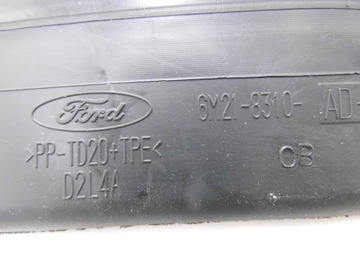 Ford 6M21-8310- AD
>PP-TD20+TPE< CB
D2L4A